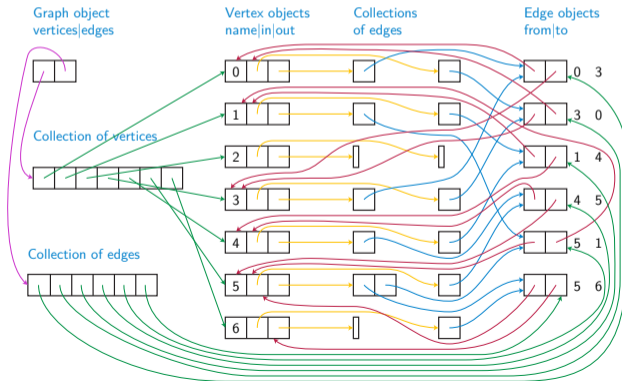 Graph object
vertices|edges
Vertex objects
name|in|out
Collections
of edges
Edge objects
from|to
0
0 3
1
3 0
Collection of vertices
2
1 4
3
4 5
4
5 1
Collection of edges
5
5 6
6